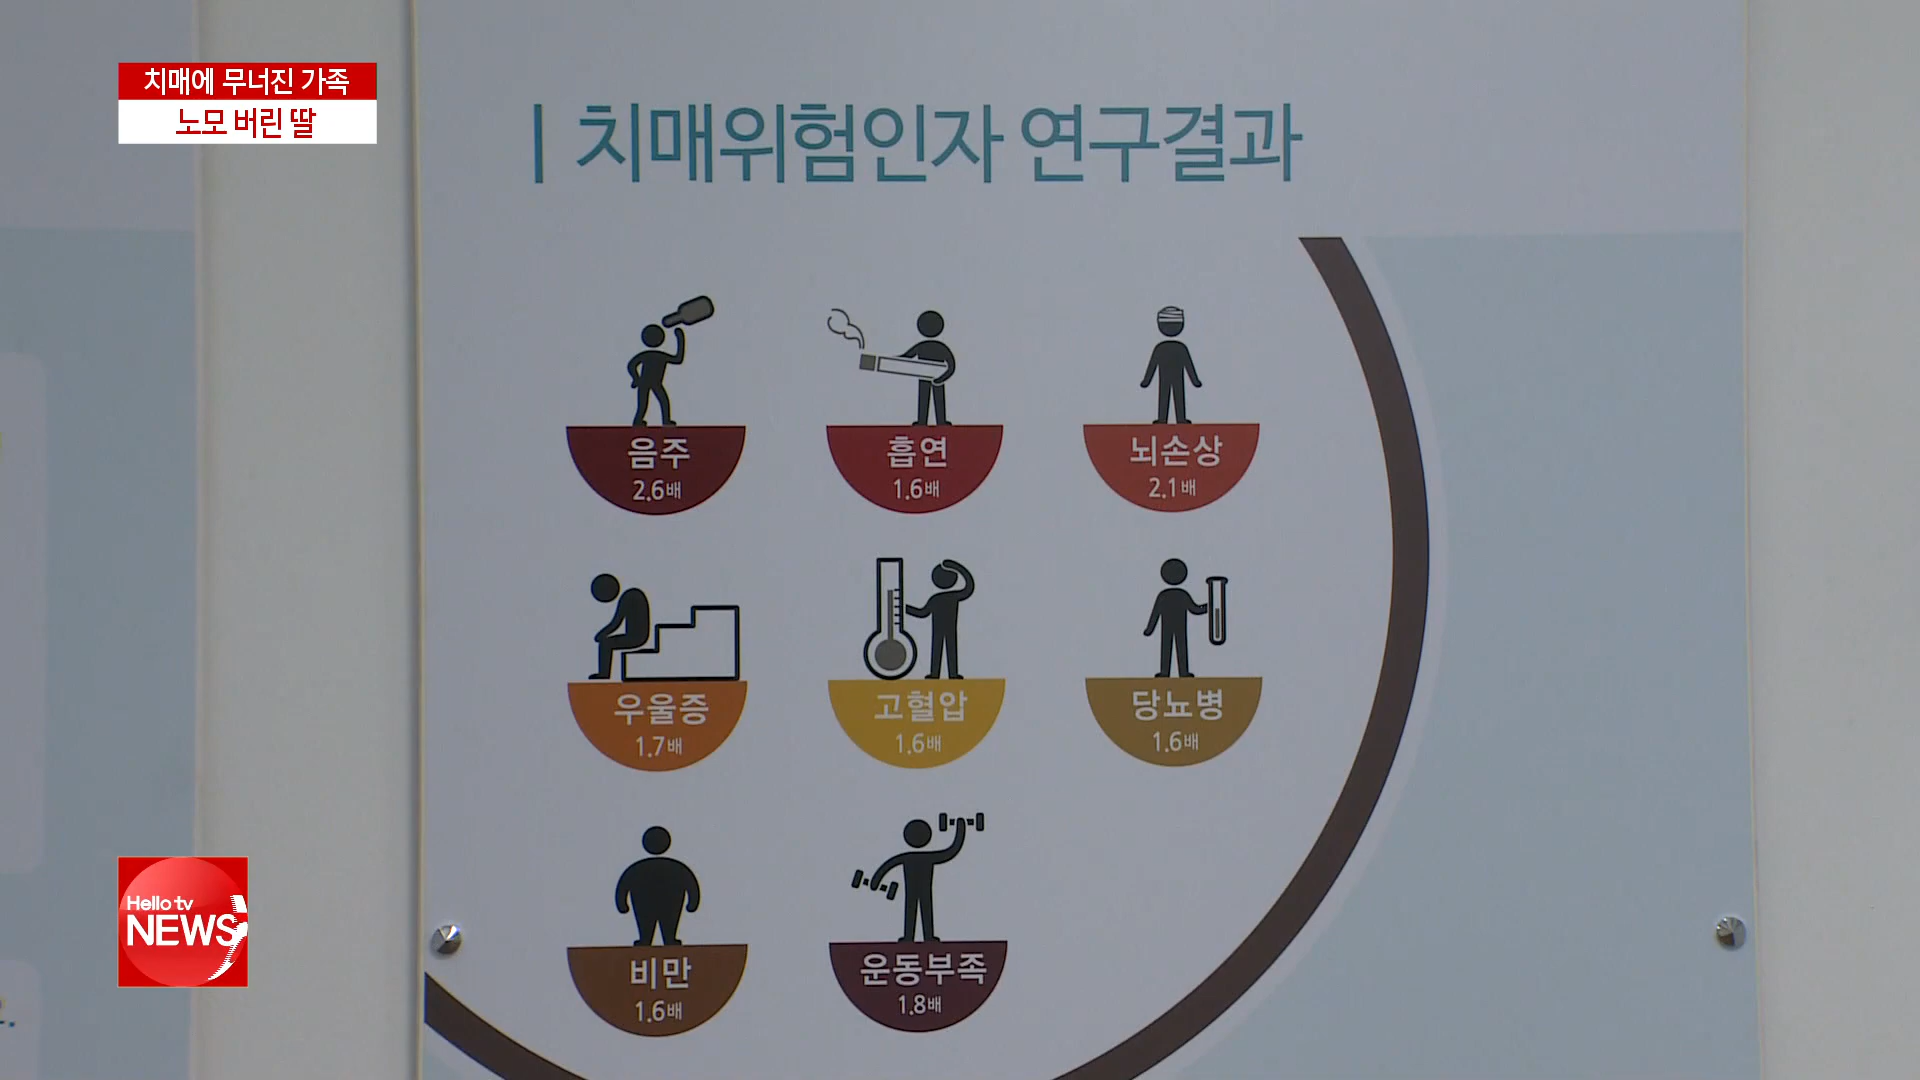 치매에 무너진 가족
노모 버린 딸
치매위험인자 연구결과
음주
2.6배
흡연
1.6배
뇌손상
2.1배
우울증
1.7배
고혈압
1.6배
당뇨병
1.6배
비만
1.6배
운동부족
1.8배
Hello tv
NEWS